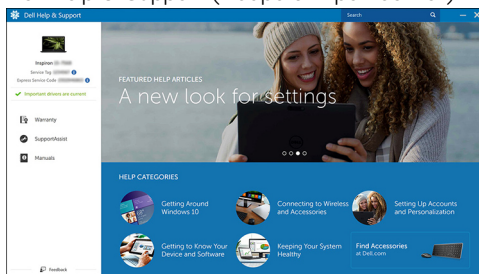 Dell Help & Support
Search
Inspiron
Service Tag
Express Service Code
Important drivers are current
Warranty
SupportAssist
Manuals
Feedback
FEATURED HELP ARTICLES
A new look for settings
HELP CATEGORIES
Getting Around
Windows 10
Connecting to Wireless
and Accessories
Setting Up Accounts
and Personalization
Getting to Know Your
Device and Software
Keeping Your System
Healthy
Find Accessories
at Dell.com